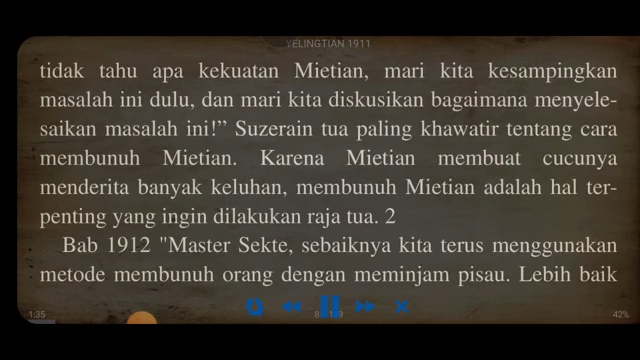 YELINGTIAN 1911
tidak tahu apa kekuatan Mietian, mari kita kesampingkan
masalah ini dulu, dan mari kita diskusikan bagaimana menyele-
saikan masalah ini!” Suzerain tua paling khawatir tentang cara
membunuh Mietian. Karena Mietian membuat cucunya
menderita banyak keluhan, membunuh Mietian adalah hal ter-
penting yang ingin dilakukan raja tua. 2
Bab 1912 "Master Sekte, sebaiknya kita terus menggunakan
metode membunuh orang dengan meminjam pisau. Lebih baik
1:35
42%